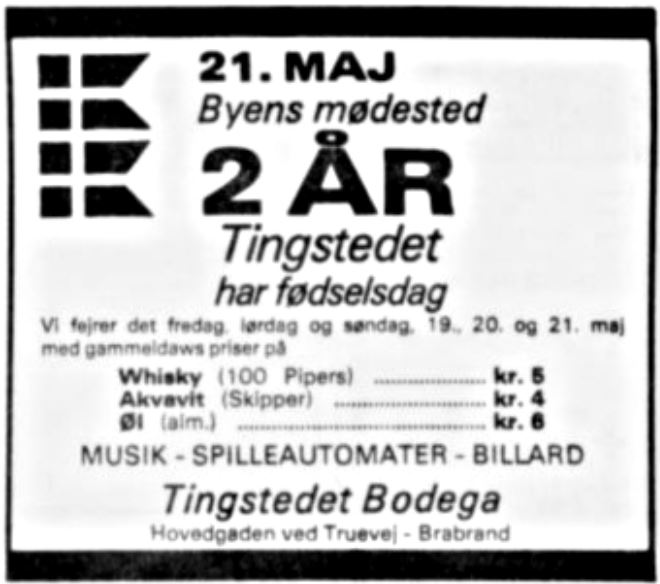 21. MAJ
Byens mødested
2 ÅR
Tingstedet
har fødselsdag
Vi fejrer det fredag, lørdag og søndag, 19., 20. og 21. maj
med gammeldaws priser på
Whisky (100 Pipers) .................... kr. 5
Akvavit (Skipper) .......................... kr. 4
Øl (alm.) .......................................... kr. 6
MUSIK - SPILLEAUTOMATER - BILLARD
Tingstedet Bodega
Hovedgaden ved Truevej - Brabrand